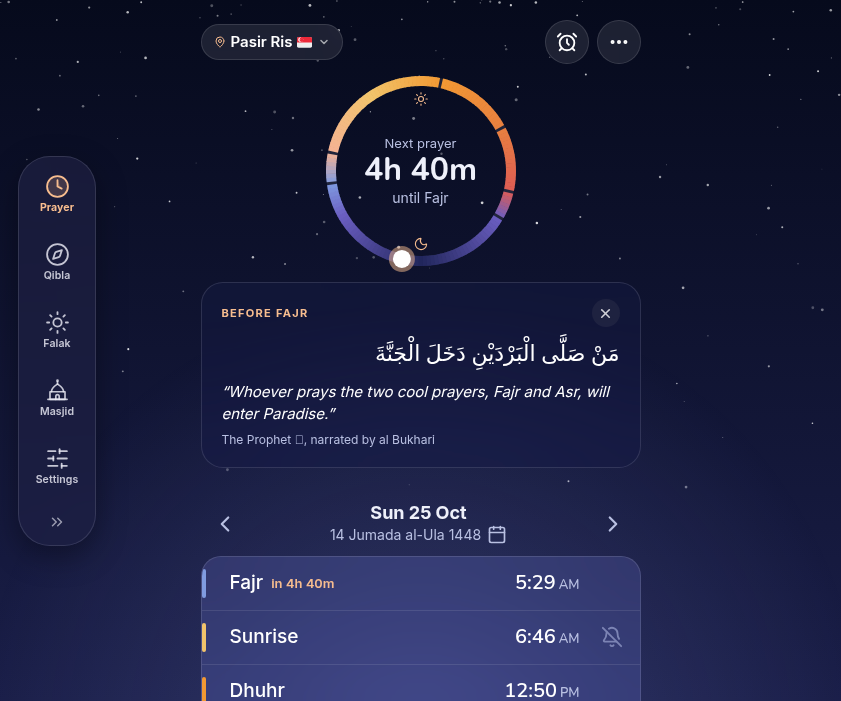 Pasir Ris 🇸🇬
Next prayer
4h 40m
until Fajr
Prayer
Qibla
Falak
Masjid
Settings
BEFORE FAJR
مَنْ صَلَّى الْبَرْدَيْنِ دَخَلَ الْجَنَّةَ
“Whoever prays the two cool prayers, Fajr and Asr, will
enter Paradise.”
The Prophet , narrated by al Bukhari
Sun 25 Oct
14 Jumada al-Ula 1448
Fajr in 4h 40m 5:29 AM
Sunrise 6:46 AM
Dhuhr 12:50 PM